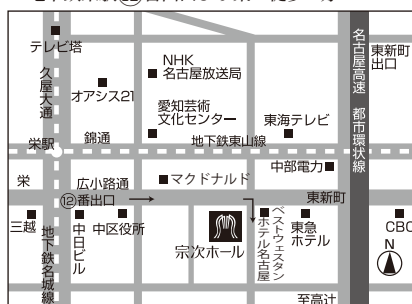 テレビ塔
久屋大通
オアシス21
NHK
名古屋放送局
名古屋高速 都市環状線
東新町
出口
愛知芸術
文化センター
東海テレビ
栄駅
錦通
地下鉄東山線
中部電力
栄
広小路通
マクドナルド
東新町
⑫番出口
三越
地下鉄名城線
中日
ビル
中区役所
宗次ホール
ベストウェスタン
ホテル名古屋
東急
ホテル
CBC
N
至高辻